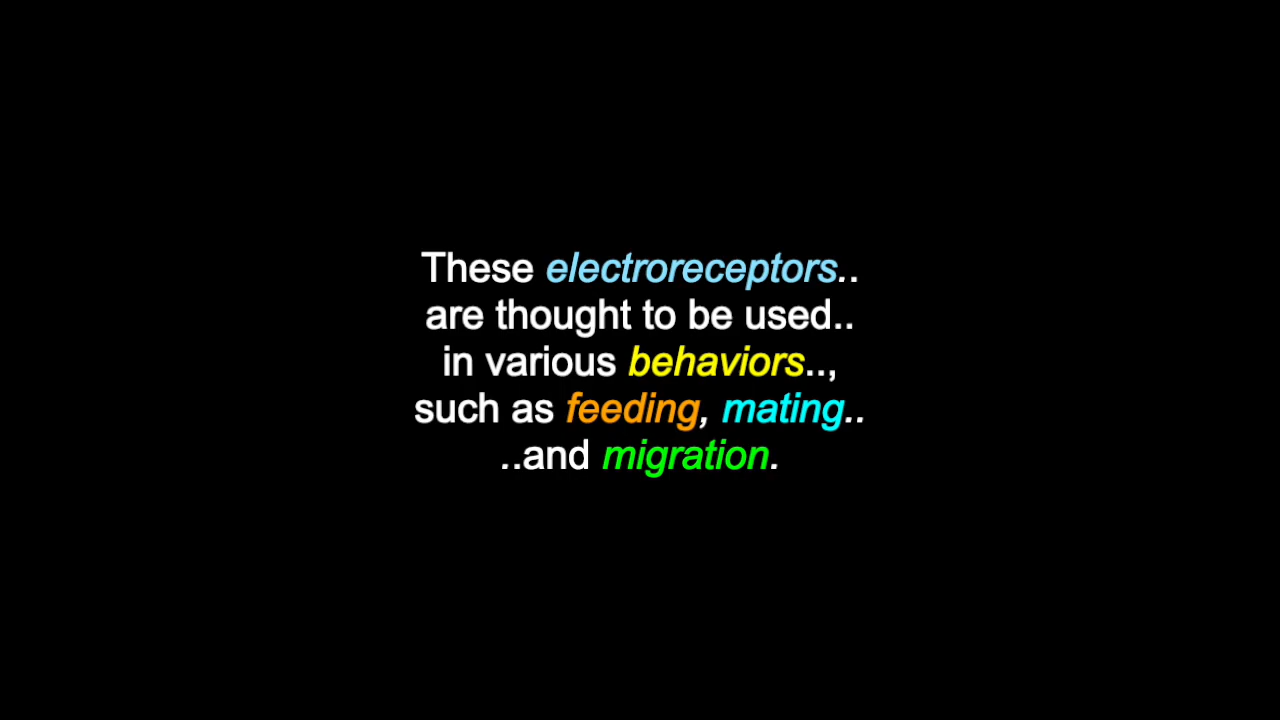 These electroreceptors..
are thought to be used..
in various behaviors..,
such as feeding, mating..
..and migration.